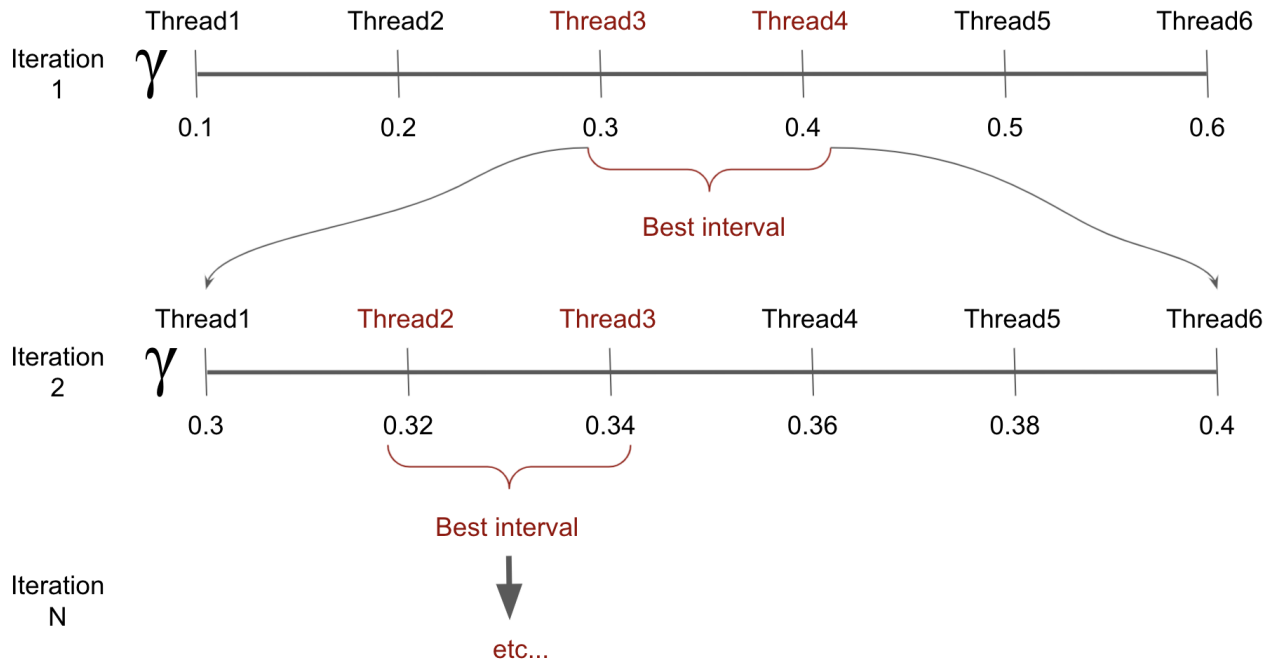 Thread1 Thread2 Thread3 Thread4 Thread5 Thread6
Iteration
1
γ
0.1 0.2 0.3 0.4 0.5 0.6
Best interval
Thread1 Thread2 Thread3 Thread4 Thread5 Thread6
Iteration
2
γ
0.3 0.32 0.34 0.36 0.38 0.4
Best interval
Iteration
N
etc...